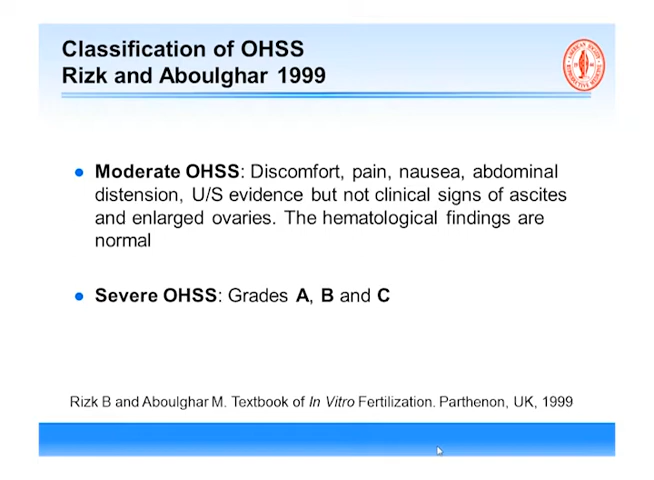 Classification of OHSS
Rizk and Aboulghar 1999
Moderate OHSS: Discomfort, pain, nausea, abdominal
distension, U/S evidence but not clinical signs of ascites
and enlarged ovaries. The hematological findings are
normal
Severe OHSS: Grades A, B and C
Rizk B and Aboulghar M. Textbook of In Vitro Fertilization. Parthenon, UK, 1999